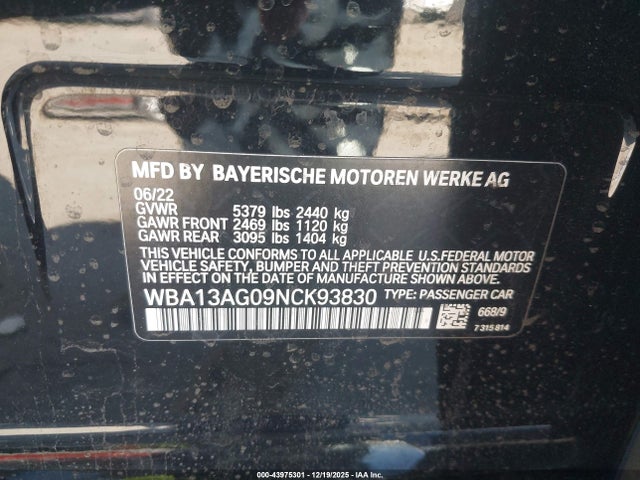 MFD BY BAYERISCHE MOTOREN WERKE AG
06/22
GVWR 5379 lbs 2440 kg
GAWR FRONT 2469 lbs 1120 kg
GAWR REAR 3095 lbs 1404 kg
THIS VEHICLE CONFORMS TO ALL APPLICABLE U.S.FEDERAL MOTOR
VEHICLE SAFETY, BUMPER, AND THEFT PREVENTION STANDARDS
IN EFFECT ON THE DATE OF MANUFACTURE SHOWN ABOVE.
WBA13AG09NCK93830 TYPE: PASSENGER CAR
668/9
7 315 814
000-43975301 - 12/19/2025 - IAA Inc.